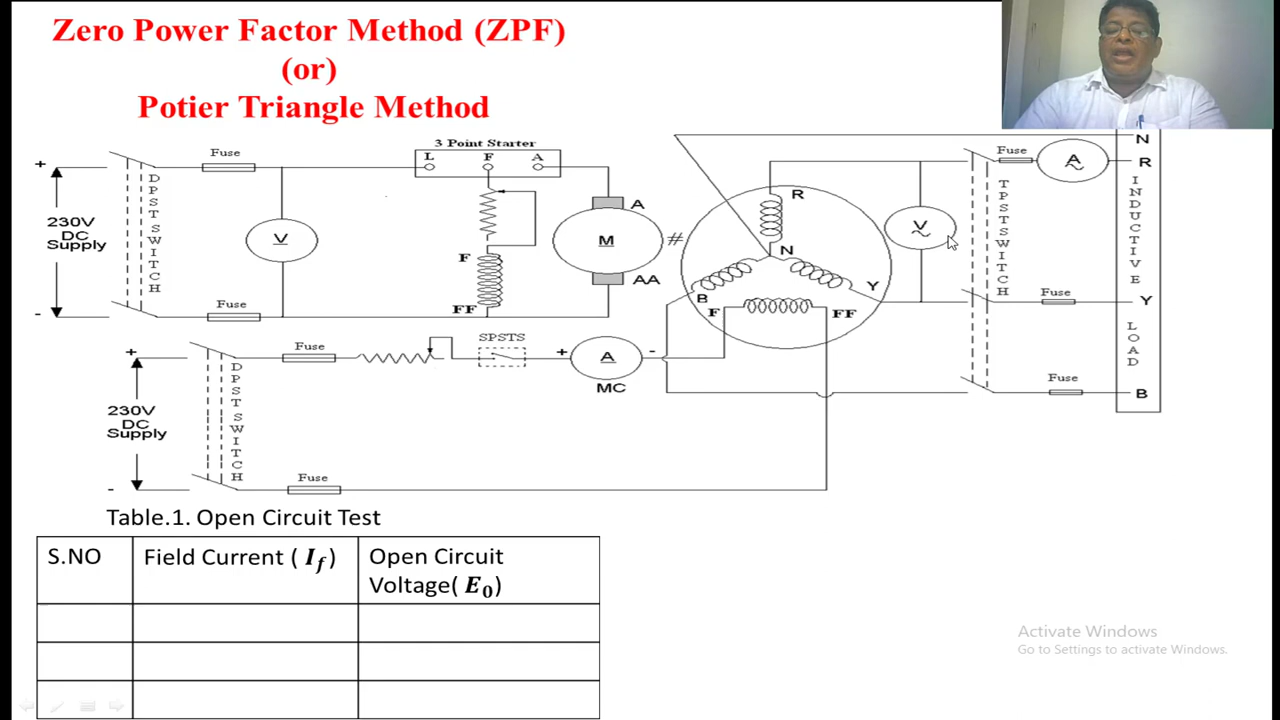 Zero Power Factor Method (ZPF)
(or)
Potier Triangle Method
3 Point Starter
L F A
Fuse
+
-
230V
DC
Supply
DPST SWITCH
V
Fuse
F
FF
A
M
AA
#
R
N
B
Y
F
FF
V
~
TPST SWITCH
Fuse
A
~
N
R
Fuse
Y
Fuse
B
INDUCTIVE
LOAD
+
-
230V
DC
Supply
DPST SWITCH
Fuse
SPSTS
+
A
-
MC
Fuse
Table.1. Open Circuit Test
S.NO
Field Current ( If)
Open Circuit
Voltage( E0)
Activate Windows
Go to Settings to activate Windows.